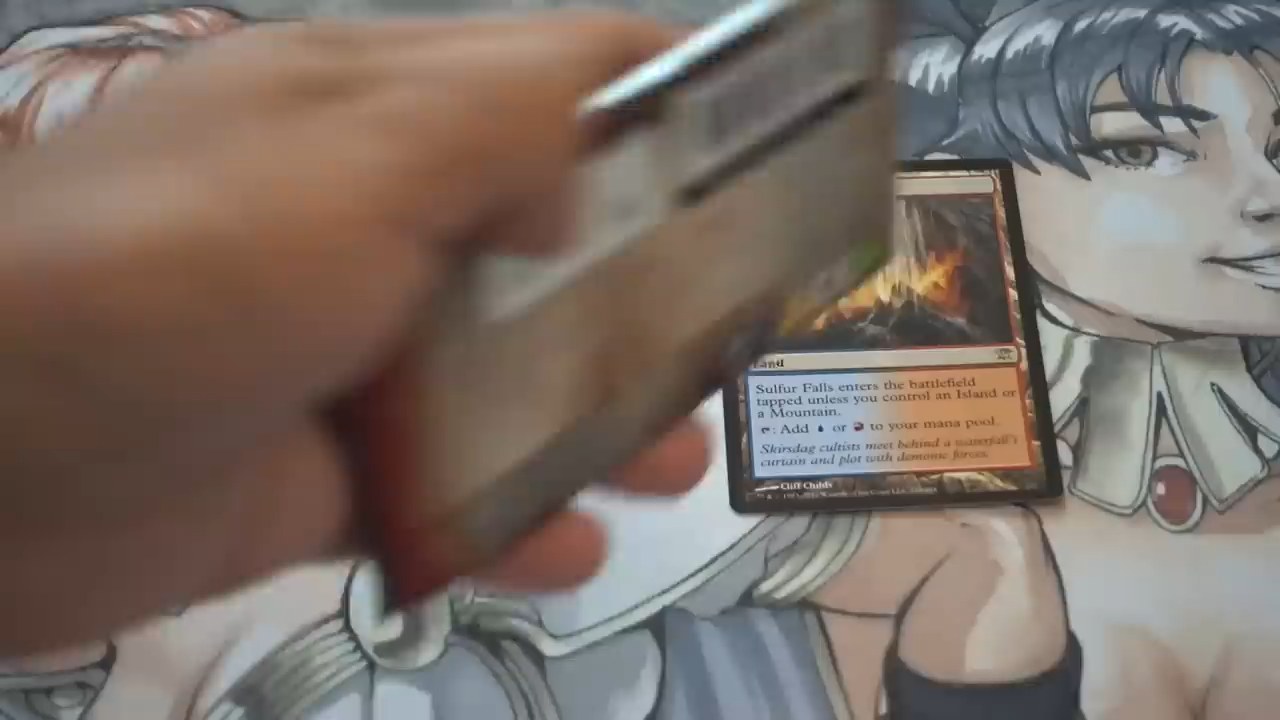 Land
Sulfur Falls enters the battlefield
tapped unless you control an Island or
a Mountain.
: Add or to your mana pool.
Skirsdag cultists meet behind a waterfall's
curtain and plot with demonic forces.
Cliff Childs